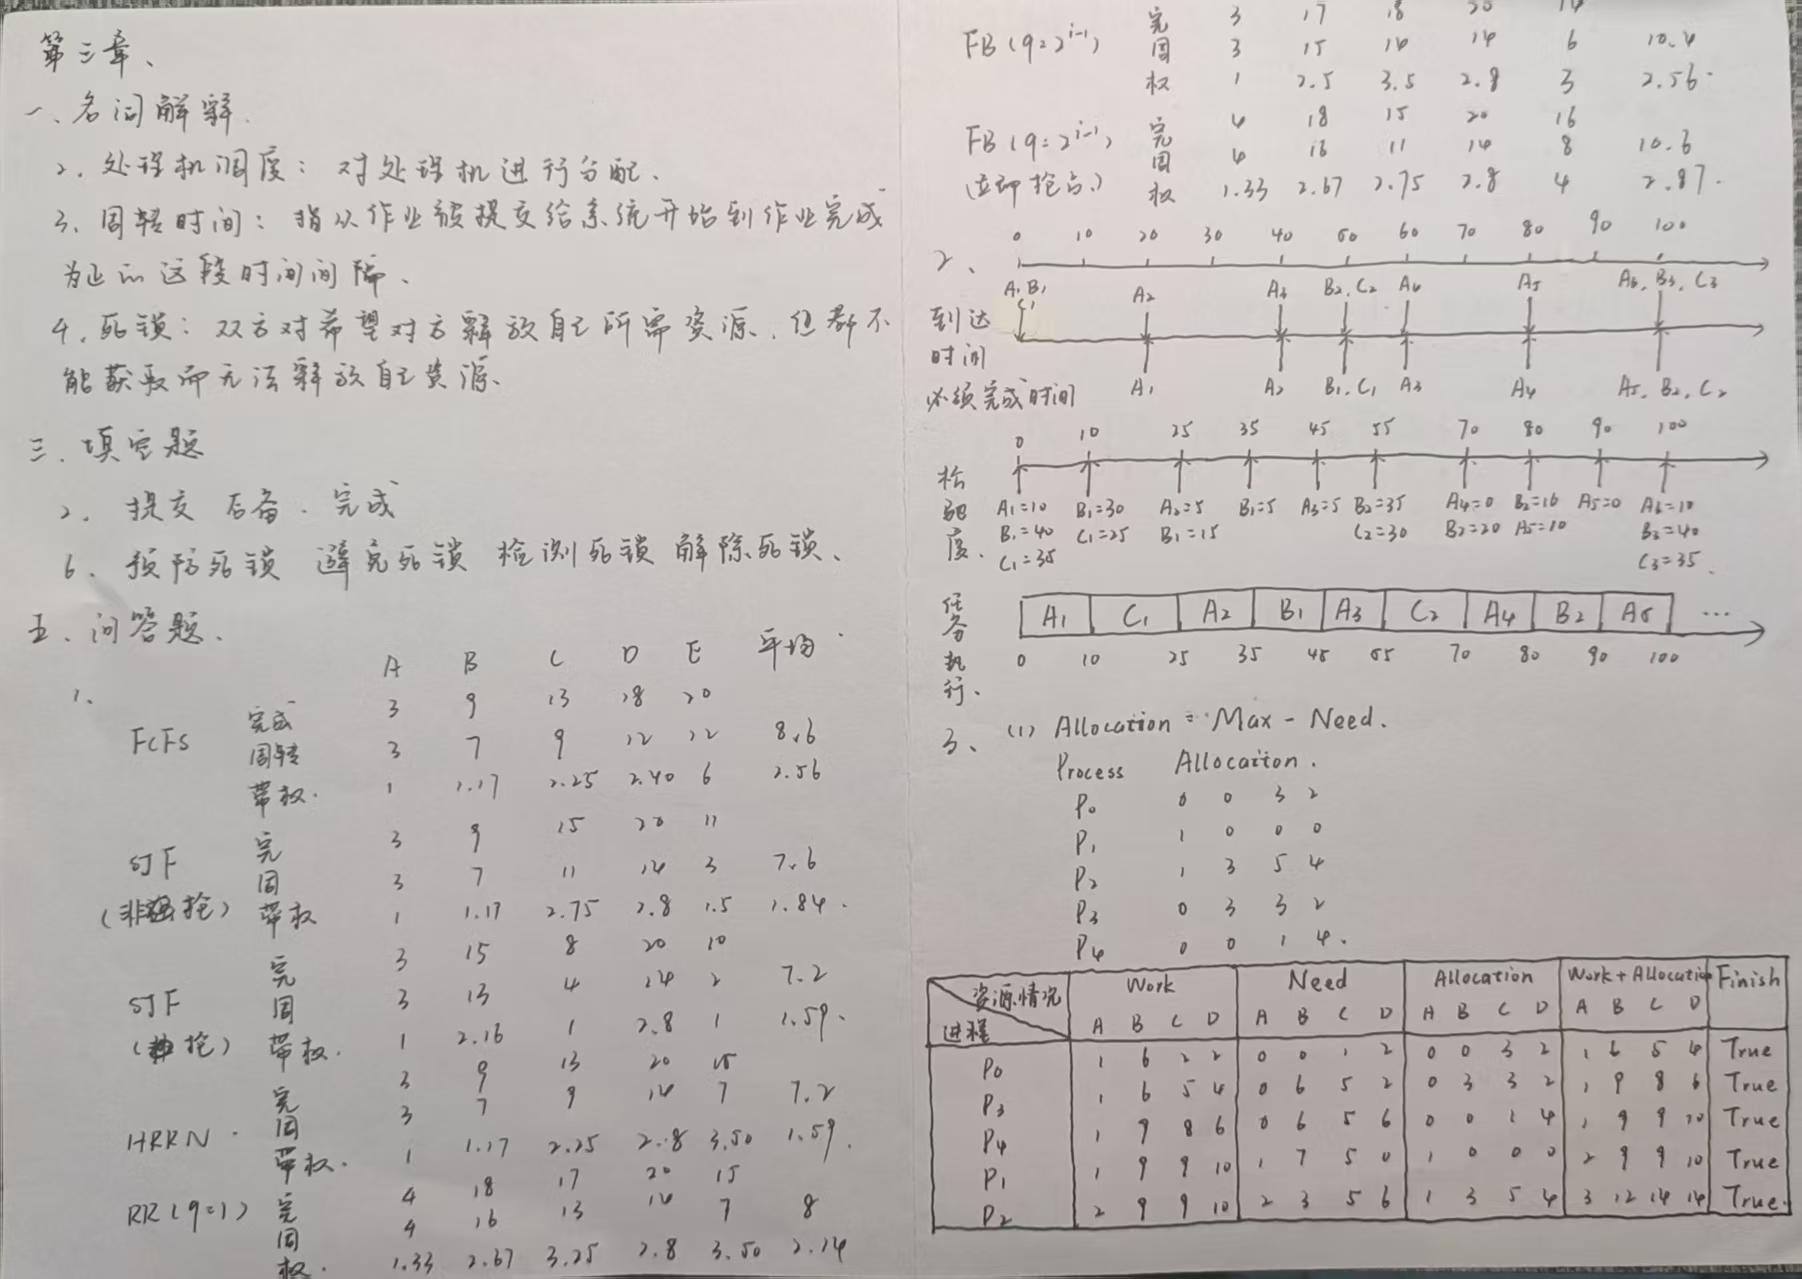 第三章、
一、名词解释.
2. 处理机调度: 对处理机进行分配.
3. 周转时间: 指从作业被提交给系统开始到作业完成
为止的这段时间间隔.
4. 死锁: 双方对希望对方释放自己所需资源. 但都不
能获取而无法释放自己资源.
三、填空题
2. 提交 后备. 完成
6. 预防死锁 避免死锁 检测死锁 解除死锁、
五、问答题、
1. A B C D E 平均
FCFS 完成 3 9 13 18 20
周转 3 7 9 12 12 8.6
带权. 1 1.17 2.25 2.40 6 2.56
SJF 完 3 9 15 20 11
(非抢) 周 3 7 11 14 3 7.6
带权 1 1.17 2.75 2.8 1.5 1.84.
SJF 完 3 15 8 20 10
(抢) 周 3 13 4 14 2 7.2
带权. 1 2.16 1 2.8 1 1.59.
HRRN. 完 3 9 13 20 15
周 3 7 9 14 7 7.2
带权. 1 1.17 2.25 2.8 3.50 1.59.
RR(q=1) 完 4 18 17 20 15
周 4 16 13 14 7 8
权. 1.33 2.67 3.25 2.8 3.50 2.14
FB(q=2^{i-1}) 完 3 17 18 20 14
周 3 15 14 14 6 10.4
权 1 2.5 3.5 2.8 3 2.56.
FB(q=2^{i-1}) 完 4 18 15 20 16
(立即抢占) 周 4 16 11 14 8 10.6
权 1.33 2.67 2.75 2.8 4 2.87.
2、 0 10 20 30 40 50 60 70 80 90 100
到达时间 A1 B1 C1 A2 A3 B2, C2 A4 A5 A6, B3, C3
必须完成时间 A1 A2 B1, C1 A3 A4 A5, B2, C2
0 10 25 35 45 55 70 80 90 100
松弛度. A1=10 B1=30 A2=5 B1=5 A3=5 B2=35 A4=0 B2=10 A5=0 A6=10
B1=40 C1=25 B1=15 C2=30 B2=20 A5=10 B3=40
C1=35 C3=35.
任务执行. A1 C1 A2 B1 A3 C2 A4 B2 A5 ...
0 10 25 35 45 55 70 80 90 100
3、(1) Allocation = Max - Need.
Process Allocation.
P0 0 0 3 2
P1 1 0 0 0
P2 1 3 5 4
P3 0 3 3 2
P4 0 0 1 4.
资源情况 Work Need Allocation Work+Allocation Finish
进程 A B C D A B C D A B C D A B C D
P0 1 6 2 2 0 0 1 2 0 0 3 2 1 6 5 4 True
P3 1 6 5 4 0 6 5 2 0 3 3 2 1 9 8 6 True
P4 1 9 8 6 0 6 5 6 0 0 1 4 1 9 9 10 True
P1 1 9 9 10 1 7 5 0 1 0 0 0 2 9 9 10 True
P2 2 9 9 10 2 3 5 6 1 3 5 4 3 12 14 14 True.